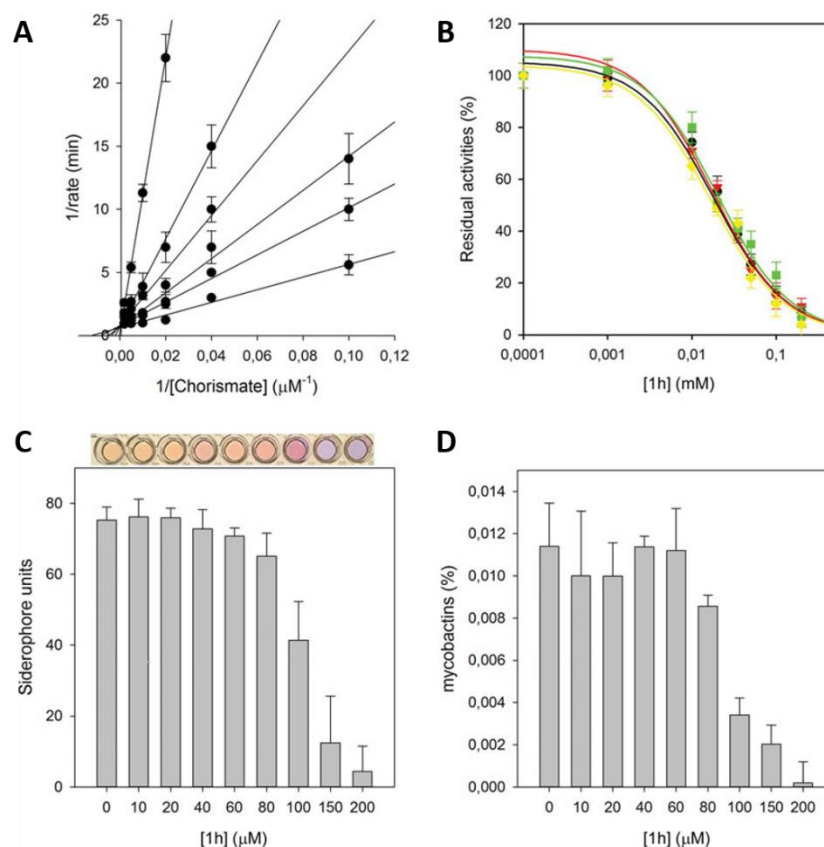 A
25
20
15
10
5
0
1/rate (min)
0,00 0,02 0,04 0,06 0,08 0,10 0,12
1/[Chorismate] (µM⁻¹)
B
120
100
80
60
40
20
0
Residual activities (%)
0,0001 0,001 0,01 0,1
[1h] (mM)
C
80
60
40
20
0
Siderophore units
0 10 20 40 60 80 100 150 200
[1h] (µM)
D
0,014
0,012
0,010
0,008
0,006
0,004
0,002
0,000
mycobactins (%)
0 10 20 40 60 80 100 150 200
[1h] (µM)